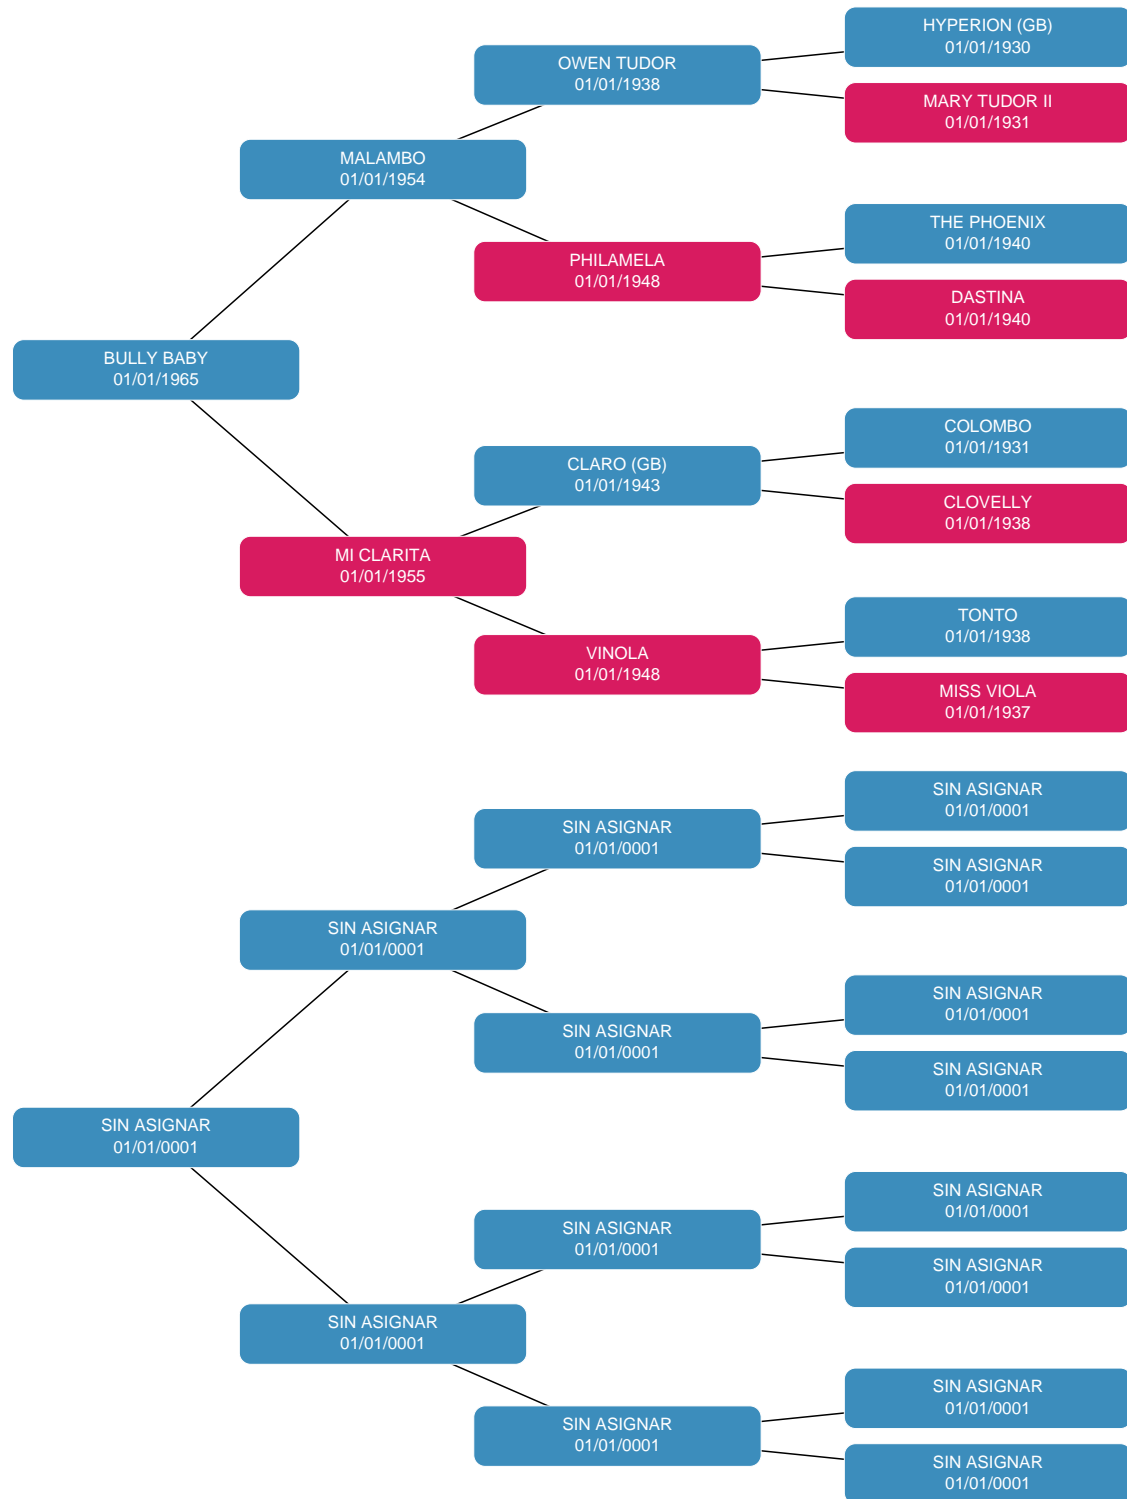 HYPERION (GB)
01/01/1930
OWEN TUDOR
01/01/1938
MARY TUDOR II
01/01/1931
MALAMBO
01/01/1954
THE PHOENIX
01/01/1940
PHILAMELA
01/01/1948
DASTINA
01/01/1940
BULLY BABY
01/01/1965
COLOMBO
01/01/1931
CLARO (GB)
01/01/1943
CLOVELLY
01/01/1938
MI CLARITA
01/01/1955
TONTO
01/01/1938
VINOLA
01/01/1948
MISS VIOLA
01/01/1937
SIN ASIGNAR
01/01/0001
SIN ASIGNAR
01/01/0001
SIN ASIGNAR
01/01/0001
SIN ASIGNAR
01/01/0001
SIN ASIGNAR
01/01/0001
SIN ASIGNAR
01/01/0001
SIN ASIGNAR
01/01/0001
SIN ASIGNAR
01/01/0001
SIN ASIGNAR
01/01/0001
SIN ASIGNAR
01/01/0001
SIN ASIGNAR
01/01/0001
SIN ASIGNAR
01/01/0001
SIN ASIGNAR
01/01/0001
SIN ASIGNAR
01/01/0001
SIN ASIGNAR
01/01/0001